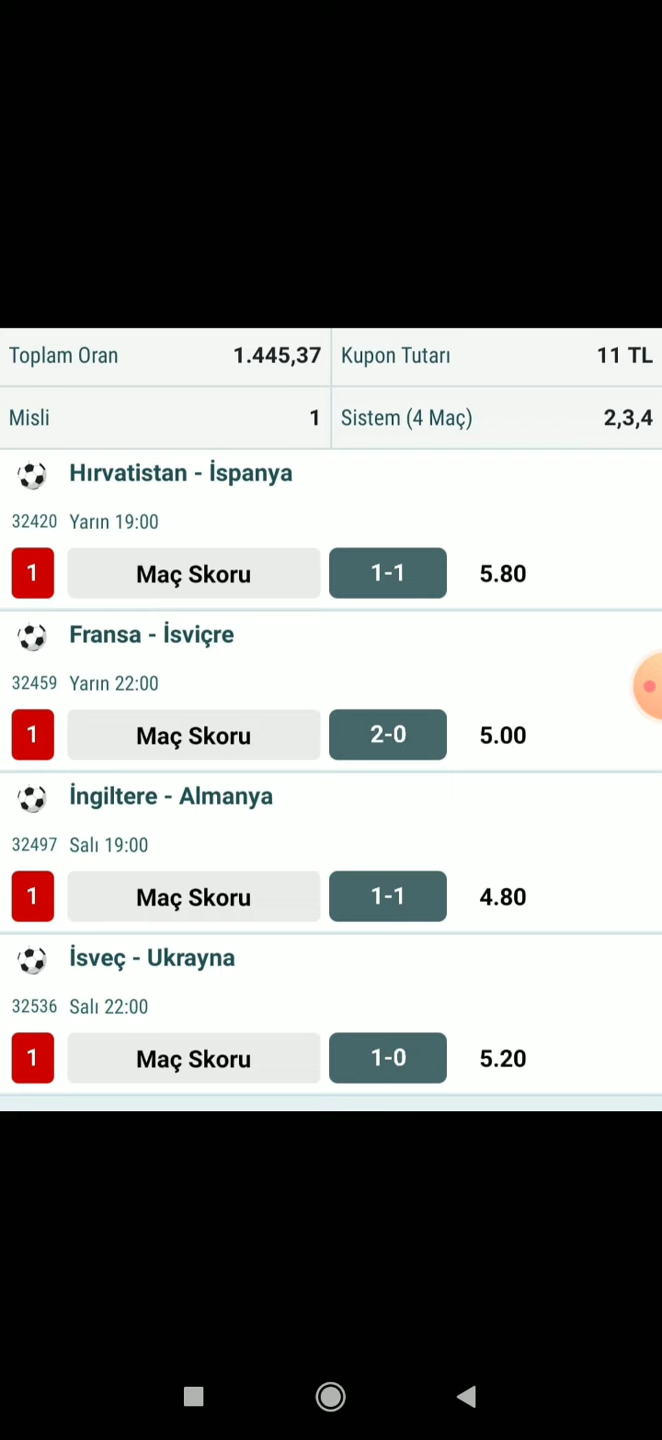 Toplam Oran 1.445,37 Kupon Tutarı 11 TL
Misli 1 Sistem (4 Maç) 2,3,4
Hırvatistan - İspanya
32420 Yarın 19:00
1 Maç Skoru 1-1 5.80
Fransa - İsviçre
32459 Yarın 22:00
1 Maç Skoru 2-0 5.00
İngiltere - Almanya
32497 Salı 19:00
1 Maç Skoru 1-1 4.80
İsveç - Ukrayna
32536 Salı 22:00
1 Maç Skoru 1-0 5.20